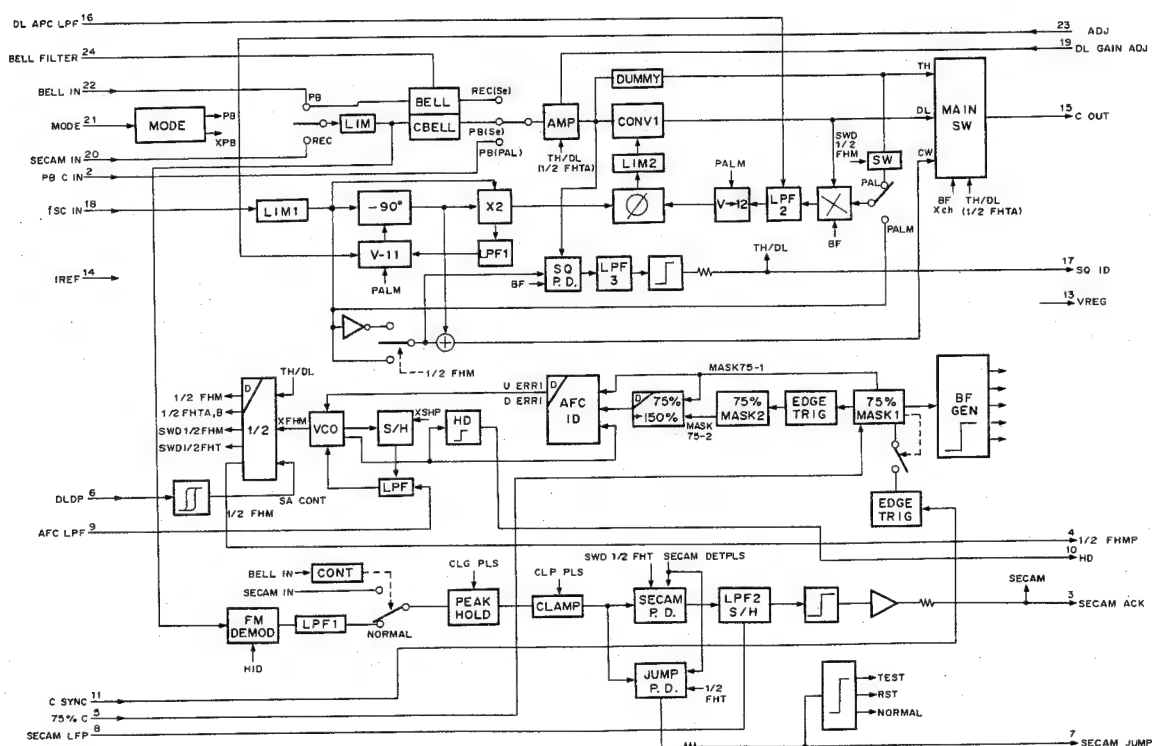 DL APC LPF 16
23 ADJ
19 DL GAIN ADJ
BELL FILTER 24
BELL IN 22
MODE 21
MODE
PB
XPB
SECAM IN 20
PB C IN 2
fSC IN 18
IREF 14
PB
REC
LIM
BELL
CBELL
REC(Se)
PB(Se)
PB(PAL)
AMP
TH/DL
(1/2 FHTA)
DUMMY
CONV1
LIM2
Ø
PALM
V→12
LPF
2
BF
SWD
1/2
FHM
SW
PAL
PALM
TH
DL
CW
MAIN
SW
15 C OUT
BF
Xch
TH/DL
(1/2 FHTA)
LIM1
-90°
X2
V-11
LPF1
PALM
SQ
P.D.
BF
LPF
3
TH/DL
17 SQ ID
13 VREG
1/2 FHM
1/2 FHM
1/2 FHTA,B
SWD1/2FHM
SWD1/2FHT
D
1/2
TH/DL
XFHM
VCO
S/H
XSHP
HD
LPF
U ERR1
D ERR1
D
AFC
ID
D
75%
150%
MASK75-1
MASK
75-2
75%
MASK2
EDGE
TRIG
75%
MASK1
BF
GEN
EDGE
TRIG
DLDP 6
SA CONT
1/2 FHM
AFC LPF 9
4 1/2 FHMP
10 HD
BELL IN
CONT
SECAM IN
FM
DEMOD
HID
LPF1
NORMAL
CLG PLS
PEAK
HOLD
CLP PLS
CLAMP
SWD 1/2 FHT
SECAM DETPLS
SECAM
P.D.
LPF2
S/H
SECAM
3 SECAM ACK
JUMP
P.D.
1/2
FHT
TEST
RST
NORMAL
C SYNC 11
75% C 5
SECAM LFP 8
7 SECAM JUMP